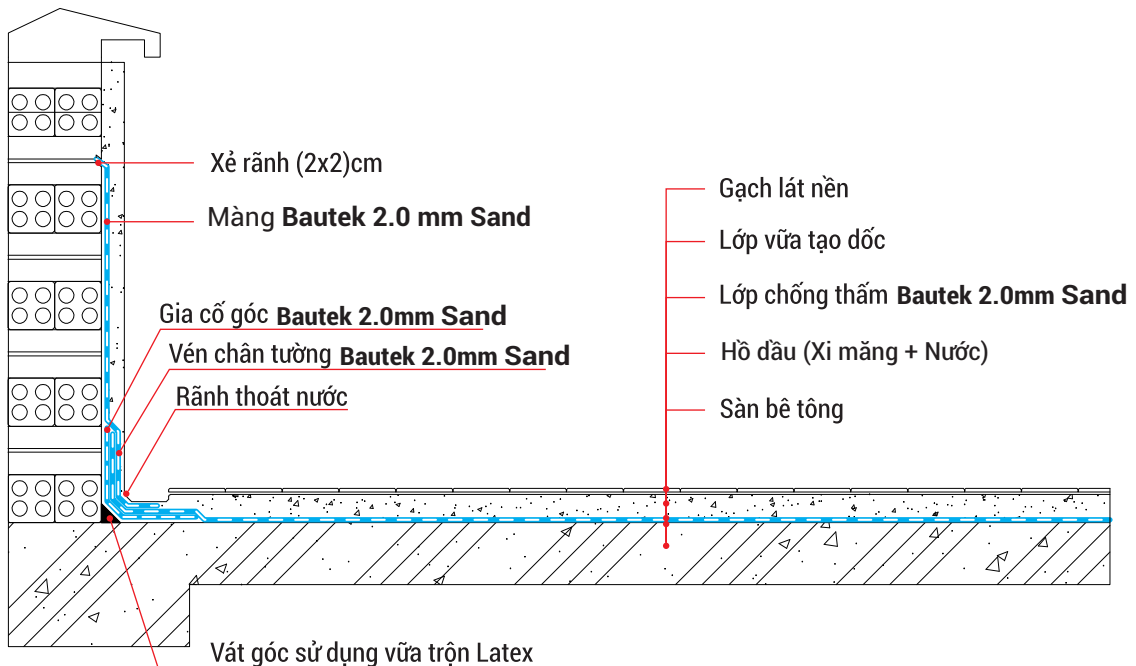 Xẻ rãnh (2x2)cm
Màng Bautek 2.0 mm Sand
Gia cố góc Bautek 2.0mm Sand
Vén chân tường Bautek 2.0mm Sand
Rãnh thoát nước
Gạch lát nền
Lớp vữa tạo dốc
Lớp chống thấm Bautek 2.0mm Sand
Hồ dầu (Xi măng + Nước)
Sàn bê tông
Vát góc sử dụng vữa trộn Latex